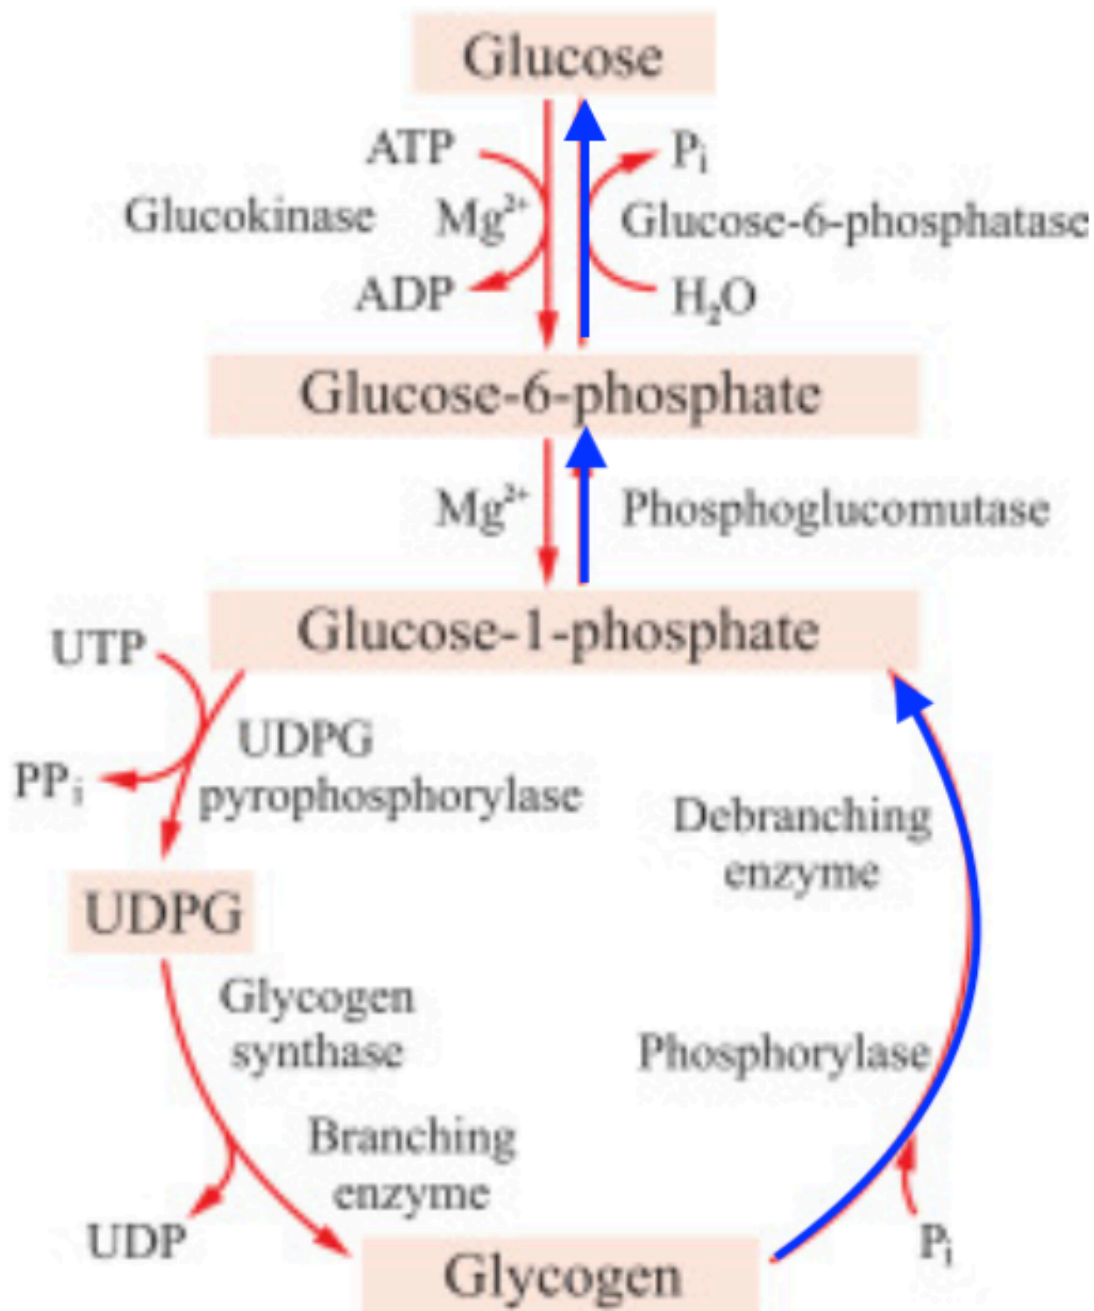 Glucose
ATP
Pi
Glucokinase
Mg²⁺
Glucose-6-phosphatase
ADP
H₂O
Glucose-6-phosphate
Mg²⁺
Phosphoglucomutase
Glucose-1-phosphate
UTP
UDPG
pyrophosphorylase
PPi
Debranching
enzyme
UDPG
Glycogen
synthase
Phosphorylase
Branching
enzyme
UDP
Pi
Glycogen